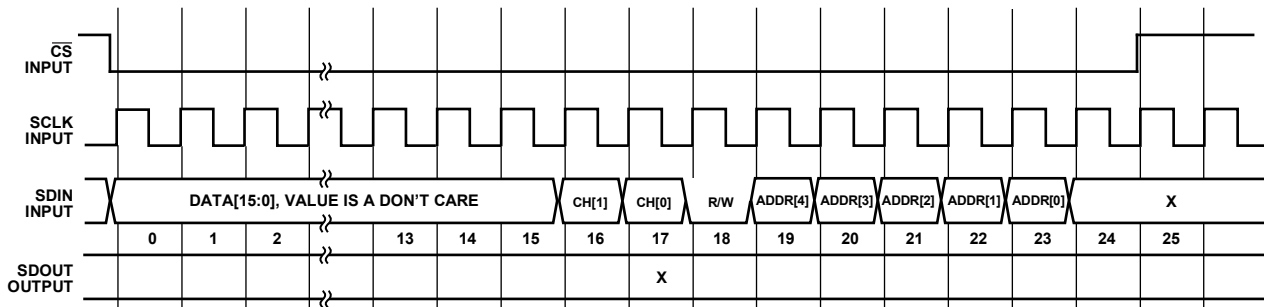 CS
INPUT
SCLK
INPUT
SDIN
INPUT
DATA[15:0], VALUE IS A DON'T CARE
CH[1]
CH[0]
R/W
ADDR[4]
ADDR[3]
ADDR[2]
ADDR[1]
ADDR[0]
X
0
1
2
13
14
15
16
17
18
19
20
21
22
23
24
25
SDOUT
OUTPUT
X